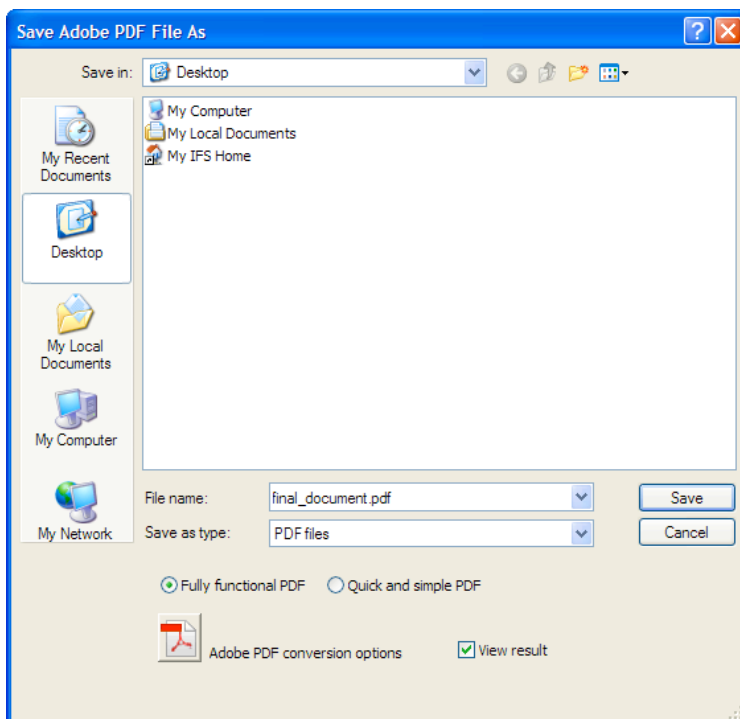 Save Adobe PDF File As
Save in: Desktop
My Computer
My Local Documents
My IFS Home
My Recent
Documents
Desktop
My Local
Documents
My Computer
My Network
File name: final_document.pdf Save
Save as type: PDF files Cancel
Fully functional PDF Quick and simple PDF
Adobe PDF conversion options View result